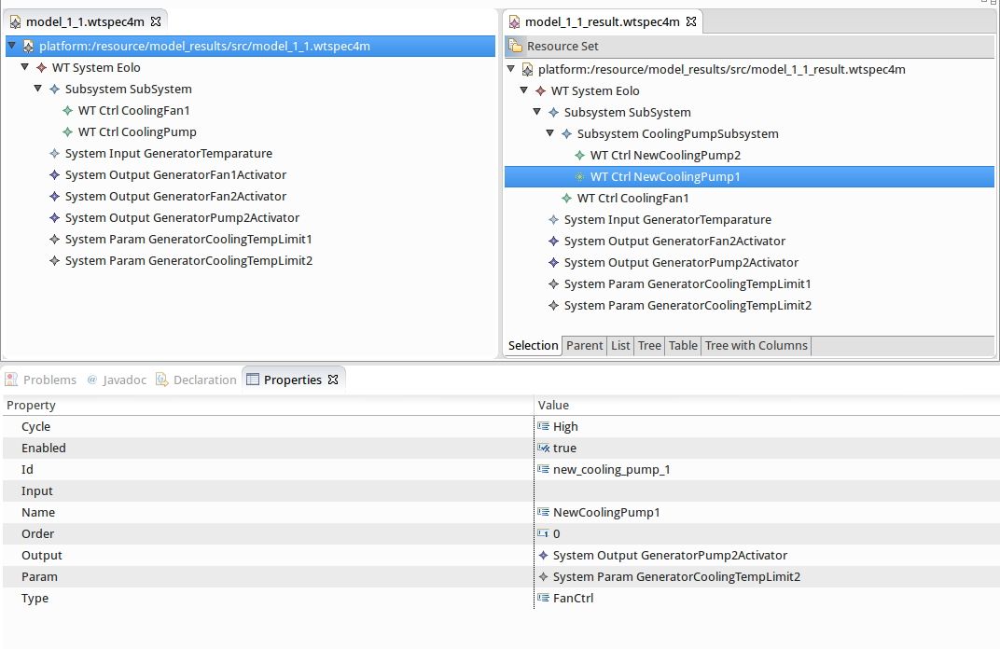 model_1_1.wtspec4m
platform:/resource/model_results/src/model_1_1.wtspec4m
WT System Eolo
Subsystem SubSystem
WT Ctrl CoolingFan1
WT Ctrl CoolingPump
System Input GeneratorTemparature
System Output GeneratorFan1Activator
System Output GeneratorFan2Activator
System Output GeneratorPump2Activator
System Param GeneratorCoolingTempLimit1
System Param GeneratorCoolingTempLimit2
model_1_1_result.wtspec4m
Resource Set
platform:/resource/model_results/src/model_1_1_result.wtspec4m
WT System Eolo
Subsystem SubSystem
Subsystem CoolingPumpSubsystem
WT Ctrl NewCoolingPump2
WT Ctrl NewCoolingPump1
WT Ctrl CoolingFan1
System Input GeneratorTemparature
System Output GeneratorFan2Activator
System Output GeneratorPump2Activator
System Param GeneratorCoolingTempLimit1
System Param GeneratorCoolingTempLimit2
Selection Parent List Tree Table Tree with Columns
Problems @ Javadoc Declaration Properties
Property Value
Cycle High
Enabled true
Id new_cooling_pump_1
Input
Name NewCoolingPump1
Order 0
Output System Output GeneratorPump2Activator
Param System Param GeneratorCoolingTempLimit2
Type FanCtrl